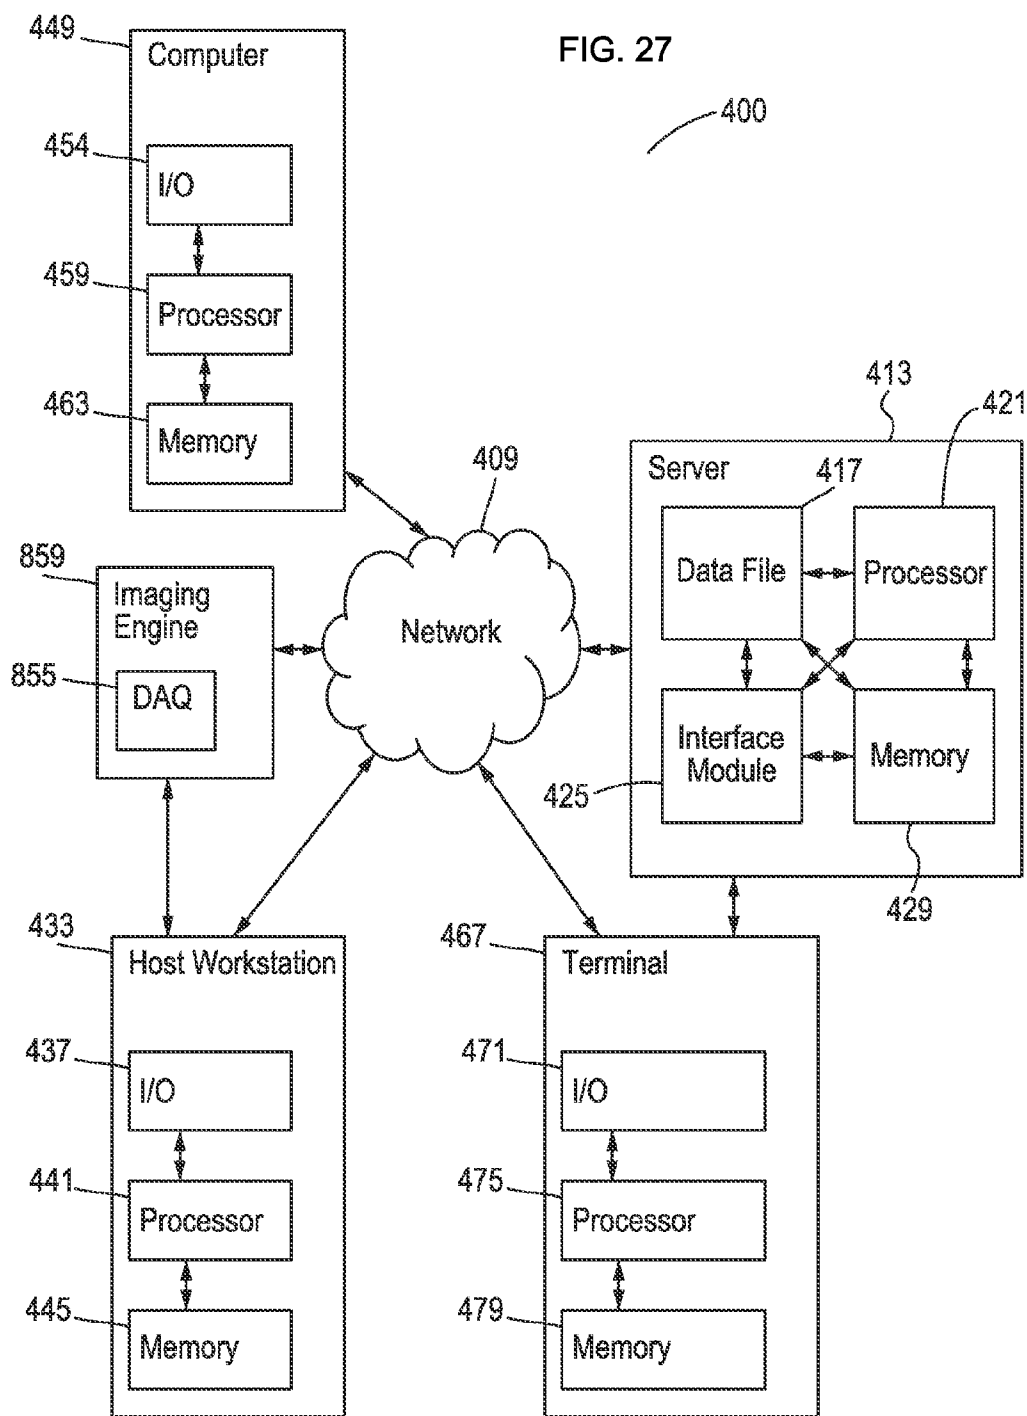 449
Computer
FIG. 27
400
454
I/O
459
Processor
463
Memory
409
413
421
Server
417
Data File
Processor
859
Imaging
Engine
Network
855
DAQ
Interface
Module
Memory
425
429
433
Host Workstation
467
Terminal
437
I/O
471
I/O
441
Processor
475
Processor
445
Memory
479
Memory